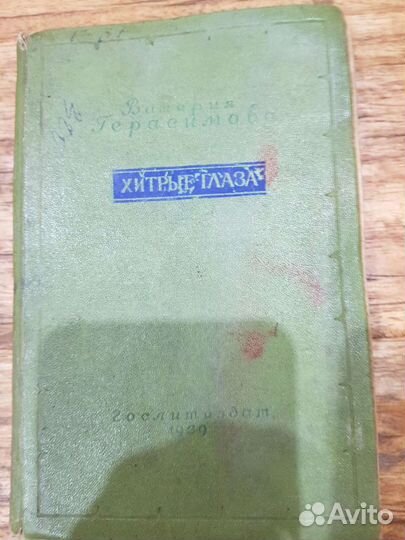 Валерия
Герасимова
ХИТРЫЕ ГЛАЗА
Гослитиздат
1939
Avito